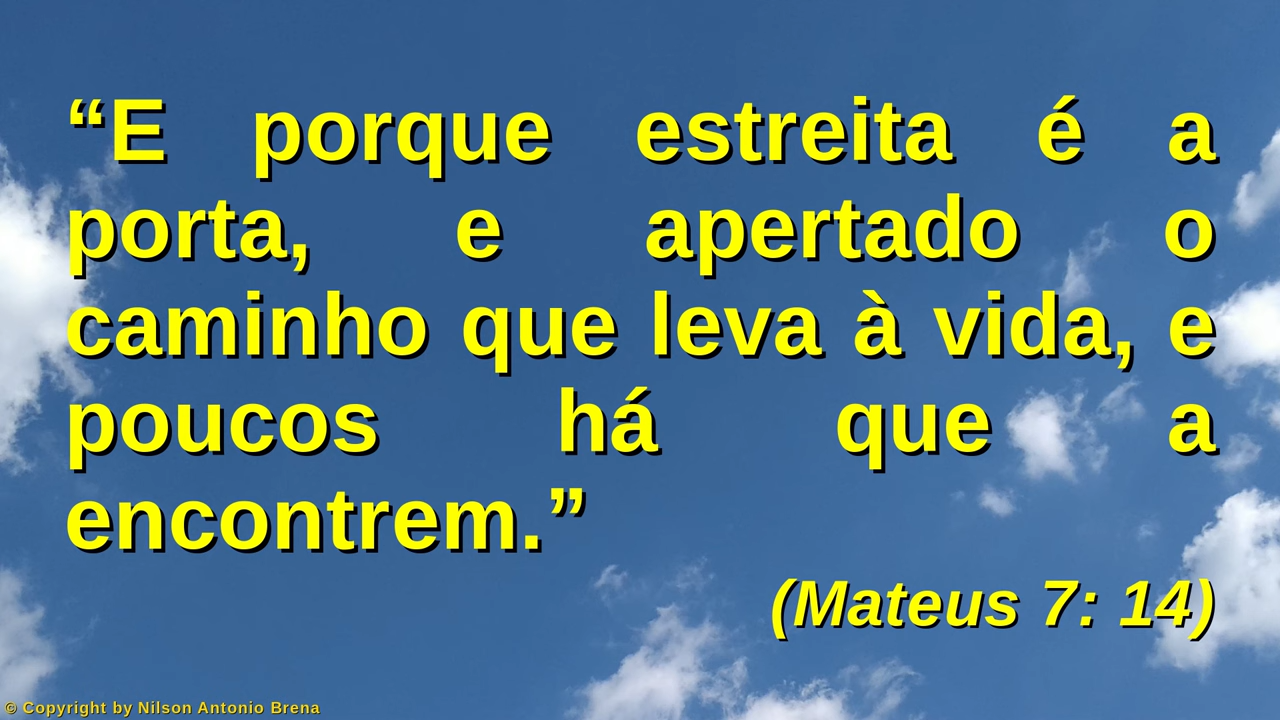 “E porque estreita é a
porta, e apertado o
caminho que leva à vida, e
poucos há que a
encontrem.”
(Mateus 7: 14)
© Copyright by Nilson Antonio Brena